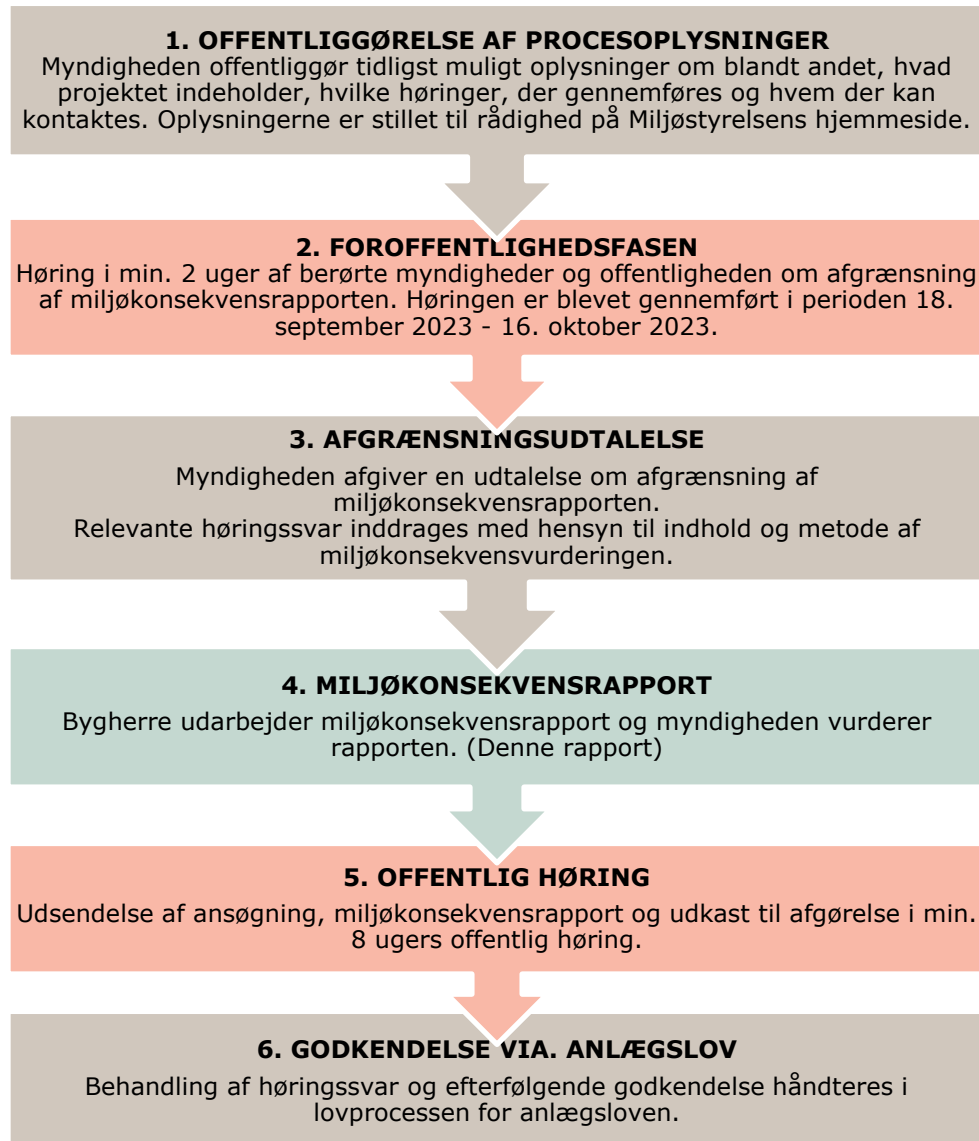 1. OFFENTLIGGØRELSE AF PROCESOPLYSNINGER
Myndigheden offentliggør tidligst muligt oplysninger om blandt andet, hvad
projektet indeholder, hvilke høringer, der gennemføres og hvem der kan
kontaktes. Oplysningerne er stillet til rådighed på Miljøstyrelsens hjemmeside.
2. FOROFFENTLIGHEDSFASEN
Høring i min. 2 uger af berørte myndigheder og offentligheden om afgrænsning
af miljøkonsekvensrapporten. Høringen er blevet gennemført i perioden 18.
september 2023 - 16. oktober 2023.
3. AFGRÆNSNINGSUDTALELSE
Myndigheden afgiver en udtalelse om afgrænsning af
miljøkonsekvensrapporten.
Relevante høringssvar inddrages med hensyn til indhold og metode af
miljøkonsekvensvurderingen.
4. MILJØKONSEKVENSRAPPORT
Bygherre udarbejder miljøkonsekvensrapport og myndigheden vurderer
rapporten. (Denne rapport)
5. OFFENTLIG HØRING
Udsendelse af ansøgning, miljøkonsekvensrapport og udkast til afgørelse i min.
8 ugers offentlig høring.
6. GODKENDELSE VIA. ANLÆGSLOV
Behandling af høringssvar og efterfølgende godkendelse håndteres i
lovprocessen for anlægsloven.